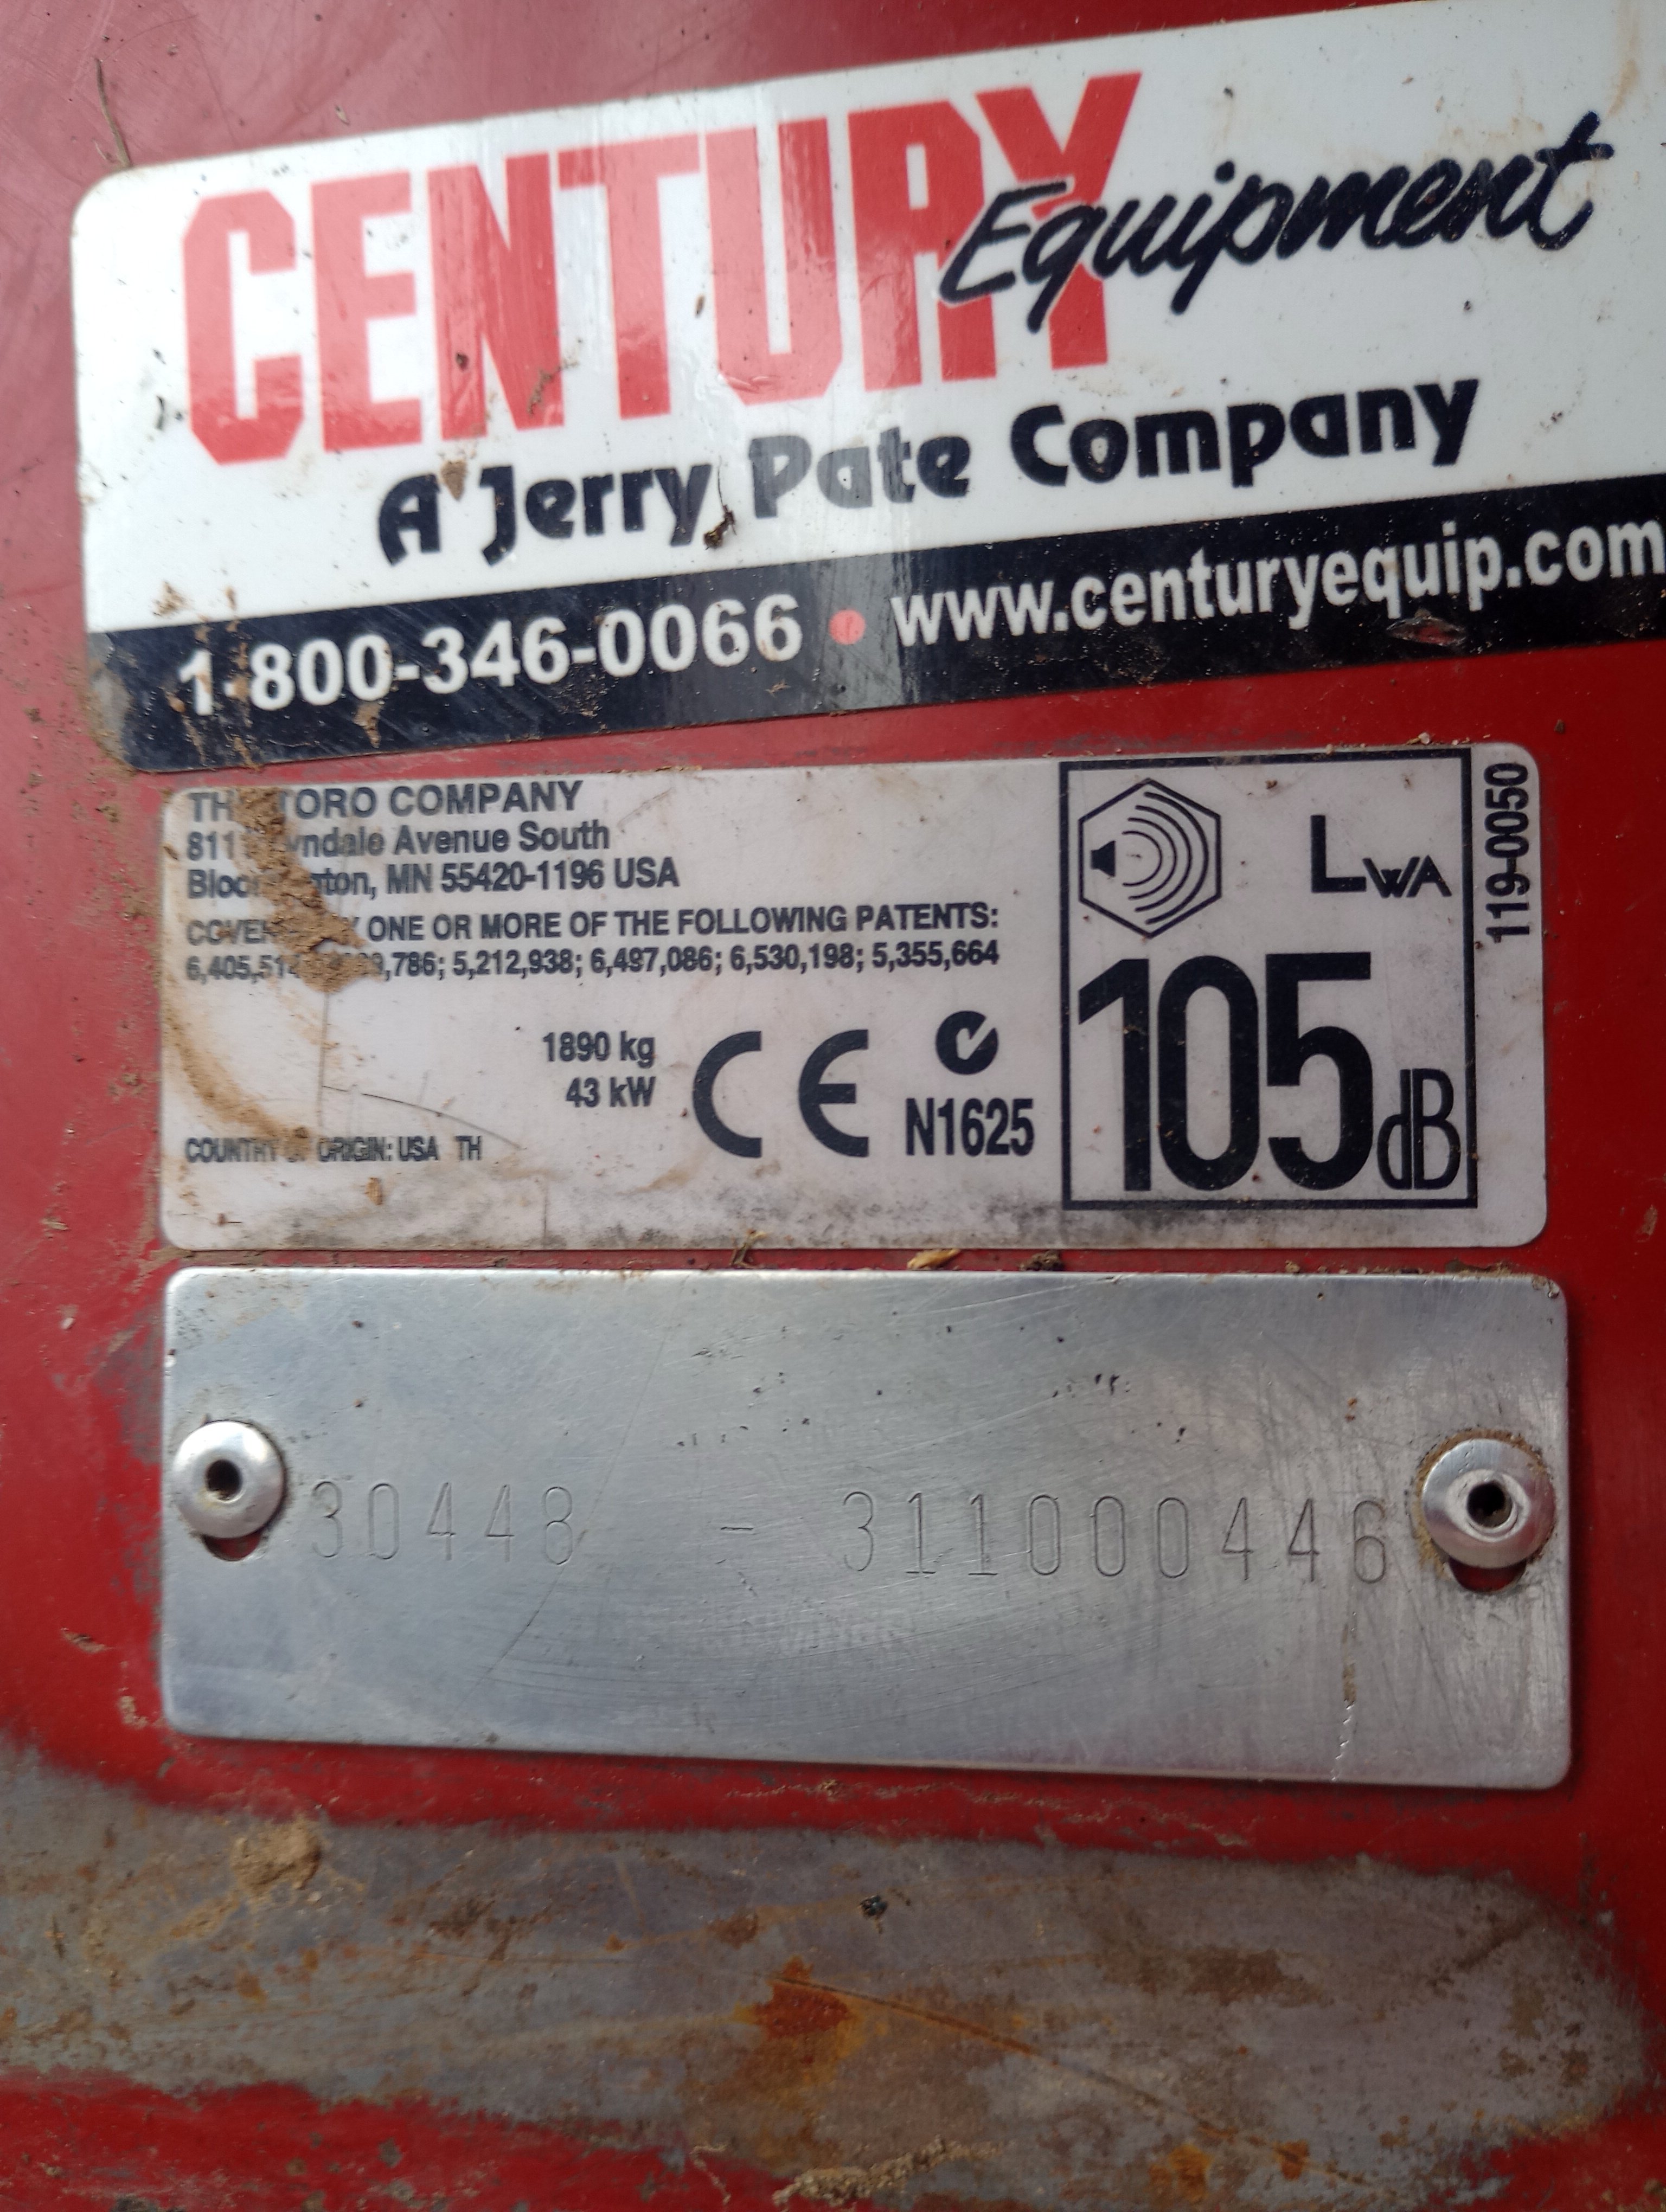 CENTURY Equipment
A Jerry Pate Company
1-800-346-0066 • www.centuryequip.com
TORO COMPANY
Avenue South
MN 55420-1196 USA
ONE OR MORE OF THE FOLLOWING PATENTS:
5,212,938; 6,497,086; 6,530,198; 5,355,664
1890 kg
43 kW
COUNTRY OF ORIGIN: USA TH
CE
N1625
LWA
105dB
119-0050
30448 - 311000446